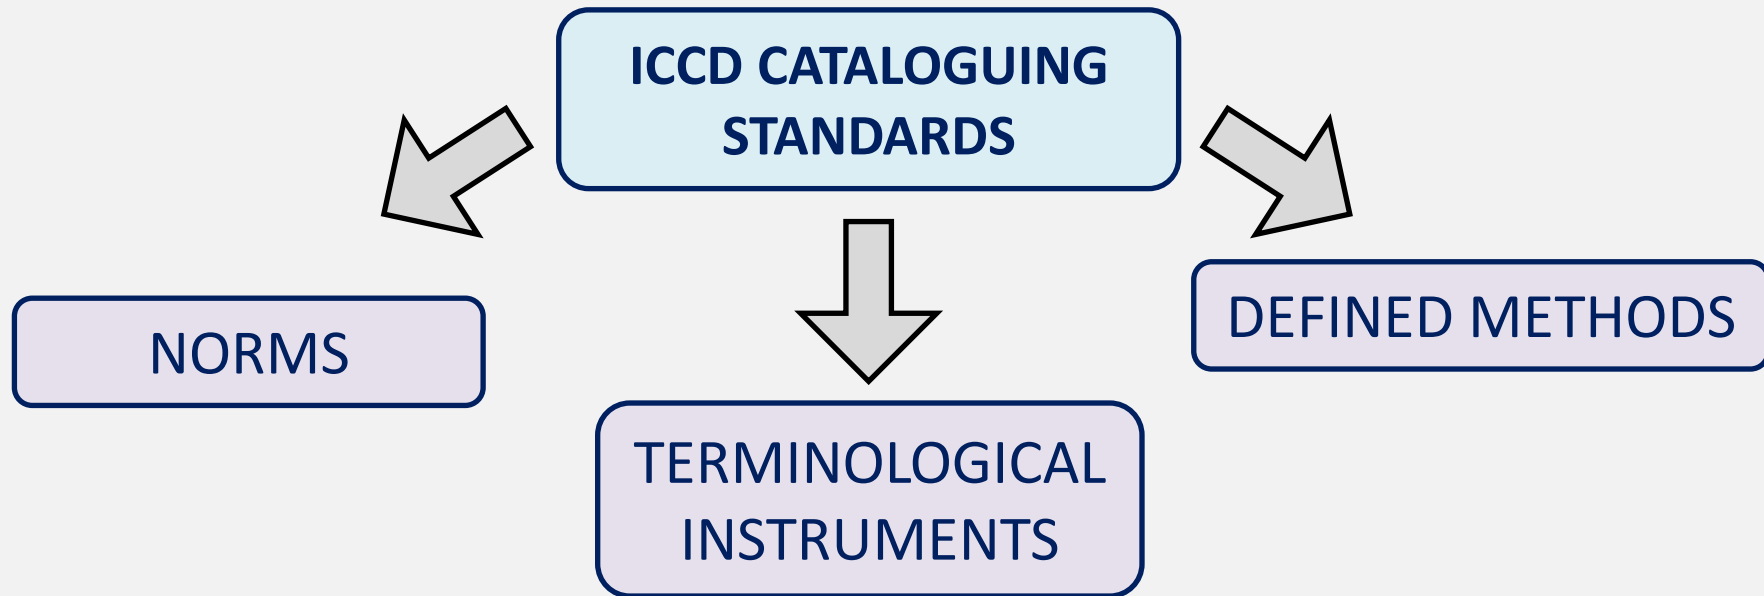 ICCD CATALOGUING
STANDARDS
NORMS
TERMINOLOGICAL
INSTRUMENTS
DEFINED METHODS